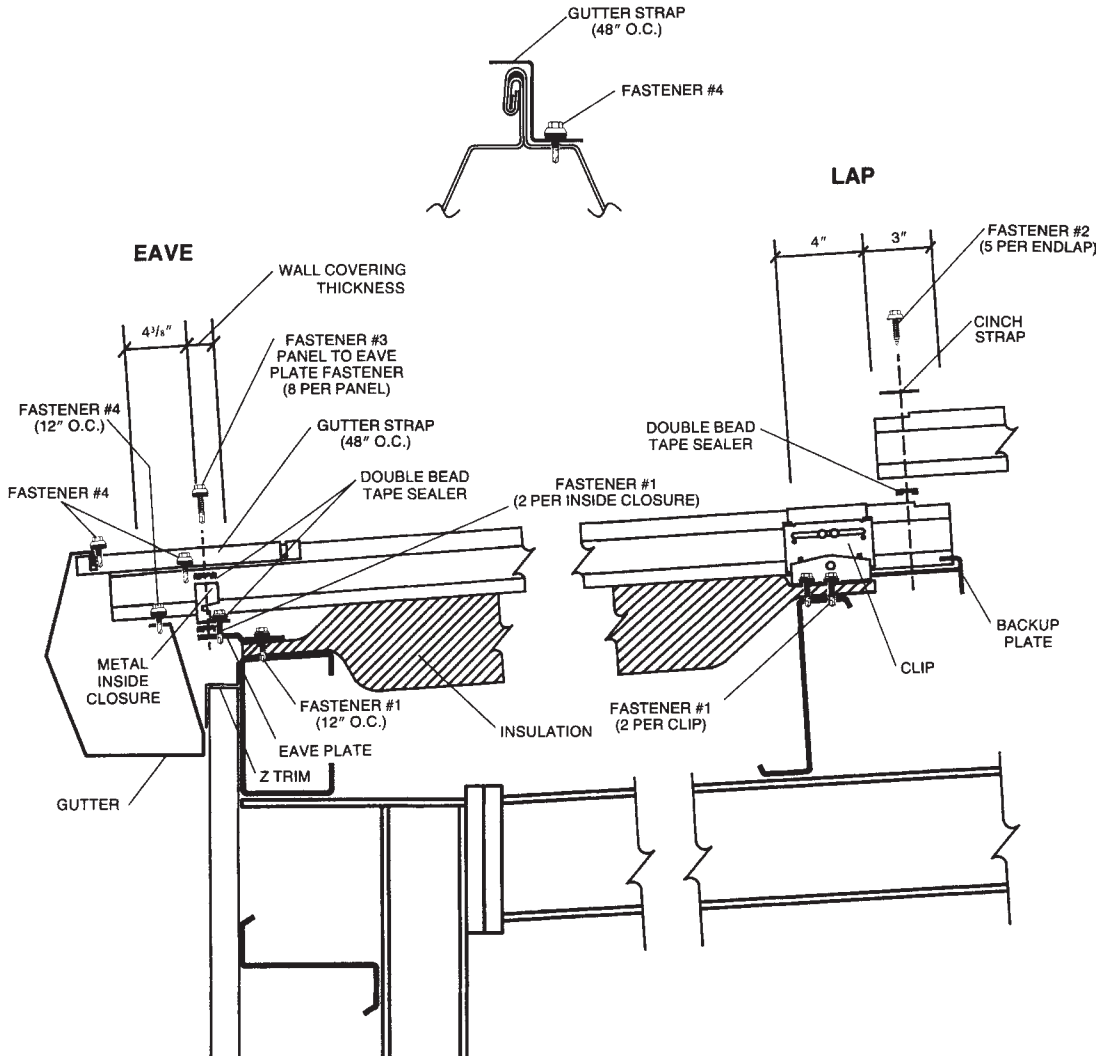 GUTTER STRAP
(48" O.C.)
FASTENER #4
LAP
4"
3"
FASTENER #2
(5 PER ENDLAP)
CINCH
STRAP
EAVE
WALL COVERING
THICKNESS
4 3/8"
FASTENER #3
PANEL TO EAVE
PLATE FASTENER
(8 PER PANEL)
FASTENER #4
(12" O.C.)
GUTTER STRAP
(48" O.C.)
DOUBLE BEAD
TAPE SEALER
FASTENER #4
DOUBLE BEAD
TAPE SEALER
FASTENER #1
(2 PER INSIDE CLOSURE)
METAL
INSIDE
CLOSURE
FASTENER #1
(12" O.C.)
INSULATION
FASTENER #1
(2 PER CLIP)
CLIP
BACKUP
PLATE
EAVE PLATE
Z TRIM
GUTTER